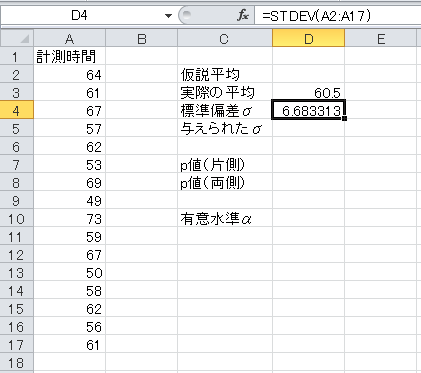 D4 fx =STDEV(A2:A17)
A B C D E
1 計測時間
2 64 仮説平均
3 61 実際の平均 60.5
4 67 標準偏差σ 6.683313
5 57 与えられたσ
6 62
7 53 p値(片側)
8 69 p値(両側)
9 49
10 73 有意水準α
11 59
12 67
13 50
14 58
15 62
16 56
17 61
18